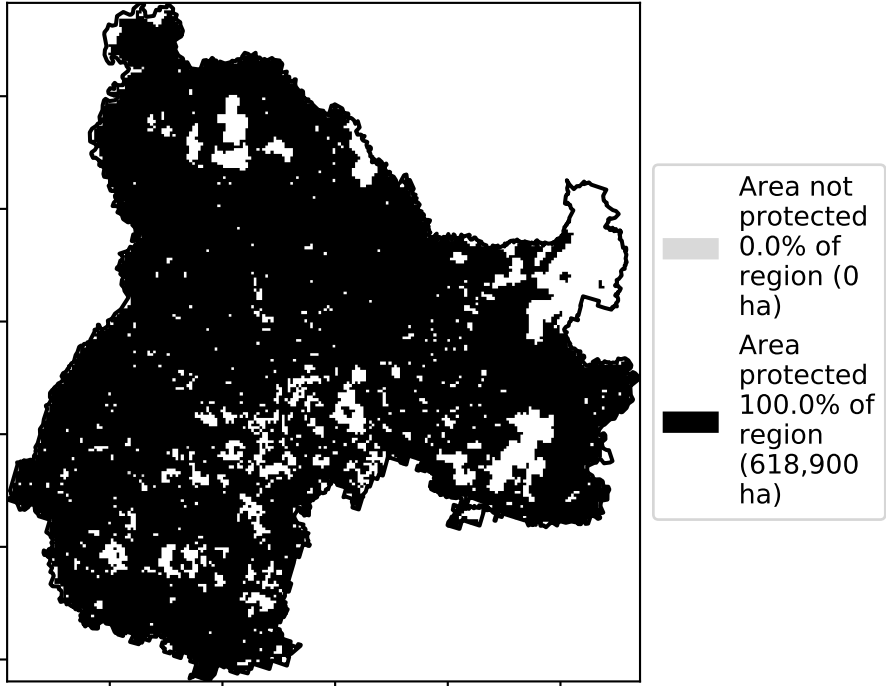 Area not
protected
0.0% of
region (0
ha)
Area
protected
100.0% of
region
(618,900
ha)